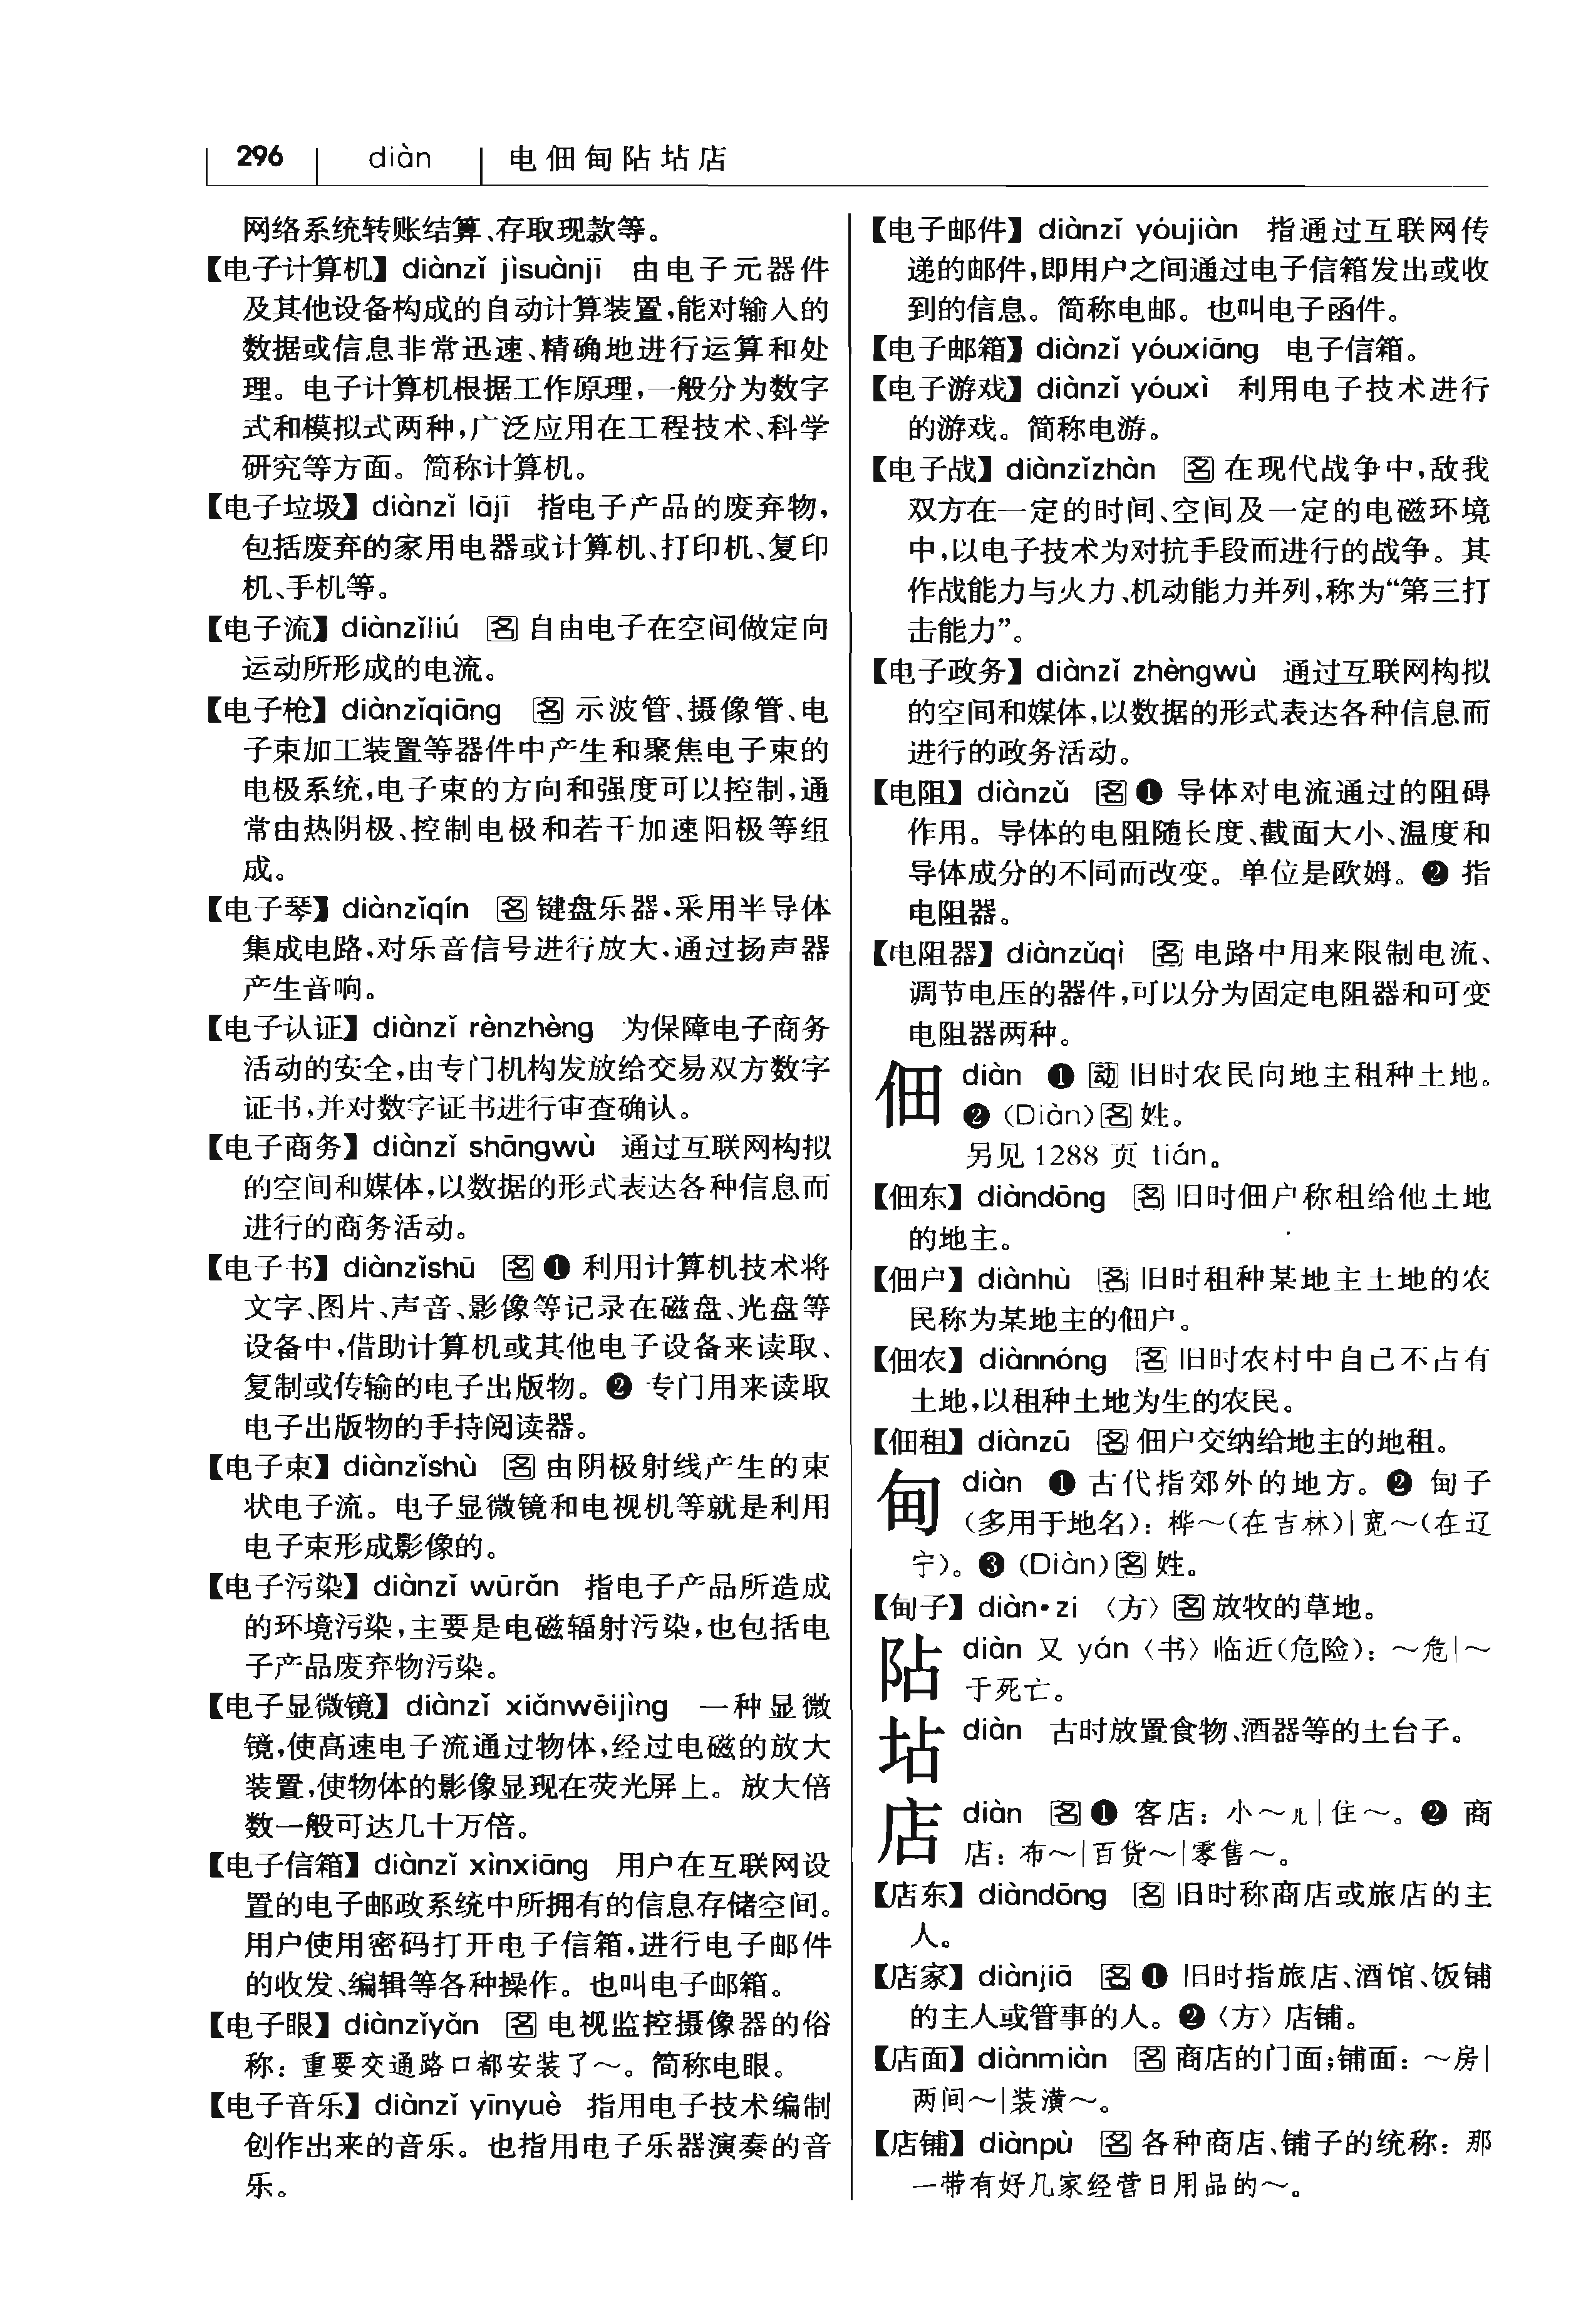 296 diàn 电佃甸阽坫店
网络系统转账结算、存取现款等。
【电子计算机】diànzǐ jìsuànjī 由电子元器件
及其他设备构成的自动计算装置,能对输入的
数据或信息非常迅速、精确地进行运算和处
理。电子计算机根据工作原理,一般分为数字
式和模拟式两种,广泛应用在工程技术、科学
研究等方面。简称计算机。
【电子垃圾】diànzǐ lājī 指电子产品的废弃物,
包括废弃的家用电器或计算机、打印机、复印
机、手机等。
【电子流】diànzǐliú 名 自由电子在空间做定向
运动所形成的电流。
【电子枪】diànzǐqiāng 名 示波管、摄像管、电
子束加工装置等器件中产生和聚焦电子束的
电极系统,电子束的方向和强度可以控制,通
常由热阴极、控制电极和若干加速阳极等组
成。
【电子琴】diànzǐqín 名 键盘乐器,采用半导体
集成电路,对乐音信号进行放大,通过扬声器
产生音响。
【电子认证】diànzǐ rènzhèng 为保障电子商务
活动的安全,由专门机构发放给交易双方数字
证书,并对数字证书进行审查确认。
【电子商务】diànzǐ shāngwù 通过互联网构拟
的空间和媒体,以数据的形式表达各种信息而
进行的商务活动。
【电子书】diànzǐshū 名❶ 利用计算机技术将
文字、图片、声音、影像等记录在磁盘、光盘等
设备中,借助计算机或其他电子设备来读取、
复制或传输的电子出版物。❷ 专门用来读取
电子出版物的手持阅读器。
【电子束】diànzǐshù 名 由阴极射线产生的束
状电子流。电子显微镜和电视机等就是利用
电子束形成影像的。
【电子污染】diànzǐ wūrǎn 指电子产品所造成
的环境污染,主要是电磁辐射污染,也包括电
子产品废弃物污染。
【电子显微镜】diànzǐ xiǎnwēijìng 一种显微
镜,使高速电子流通过物体,经过电磁的放大
装置,使物体的影像显现在荧光屏上。放大倍
数一般可达几十万倍。
【电子信箱】diànzǐ xìnxiāng 用户在互联网设
置的电子邮政系统中所拥有的信息存储空间。
用户使用密码打开电子信箱,进行电子邮件
的收发、编辑等各种操作。也叫电子邮箱。
【电子眼】diànzǐyǎn 名 电视监控摄像器的俗
称:重要交通路口都安装了~。简称电眼。
【电子音乐】diànzǐ yīnyuè 指用电子技术编制
创作出来的音乐。也指用电子乐器演奏的音
乐。
【电子邮件】diànzǐ yóujiàn 指通过互联网传
递的邮件,即用户之间通过电子信箱发出或收
到的信息。简称电邮。也叫电子函件。
【电子邮箱】diànzǐ yóuxiāng 电子信箱。
【电子游戏】diànzǐ yóuxì 利用电子技术进行
的游戏。简称电游。
【电子战】diànzǐzhàn 名 在现代战争中,敌我
双方在一定的时间、空间及一定的电磁环境
中,以电子技术为对抗手段而进行的战争。其
作战能力与火力、机动能力并列,称为“第三打
击能力”。
【电子政务】diànzǐ zhèngwù 通过互联网构拟
的空间和媒体,以数据的形式表达各种信息而
进行的政务活动。
【电阻】diànzǔ 名❶ 导体对电流通过的阻碍
作用。导体的电阻随长度、截面大小、温度和
导体成分的不同而改变。单位是欧姆。❷ 指
电阻器。
【电阻器】diànzǔqì 名 电路中用来限制电流、
调节电压的器件,可以分为固定电阻器和可变
电阻器两种。
佃 diàn ❶ 动 旧时农民向地主租种土地。
❷ (Diàn)名 姓。
另见 1288 页 tián。
【佃东】diàndōng 名 旧时佃户称租给他土地
的地主。
【佃户】diànhù 名 旧时租种某地主土地的农
民称为某地主的佃户。
【佃农】diànnóng 名 旧时农村中自己不占有
土地,以租种土地为生的农民。
【佃租】diànzū 名 佃户交纳给地主的地租。
甸 diàn ❶ 古代指郊外的地方。❷ 甸子
(多用于地名):桦~(在吉林)|宽~(在辽
宁)。❸ (Diàn)名 姓。
【甸子】diàn·zi 〈方〉名 放牧的草地。
阽 diàn 又 yán〈书〉临近(危险):~危|~
于死亡。
坫 diàn 古时放置食物、酒器等的土台子。
店 diàn 名❶ 客店:小~儿|住~。❷ 商
店:布~|百货~|零售~。
【店东】diàndōng 名 旧时称商店或旅店的主
人。
【店家】diànjiā 名❶ 旧时指旅店、酒馆、饭铺
的主人或管事的人。❷〈方〉店铺。
【店面】diànmiàn 名 商店的门面;铺面:~房|
两间~|装潢~。
【店铺】diànpù 名 各种商店、铺子的统称:那
一带有好几家经营日用品的~。